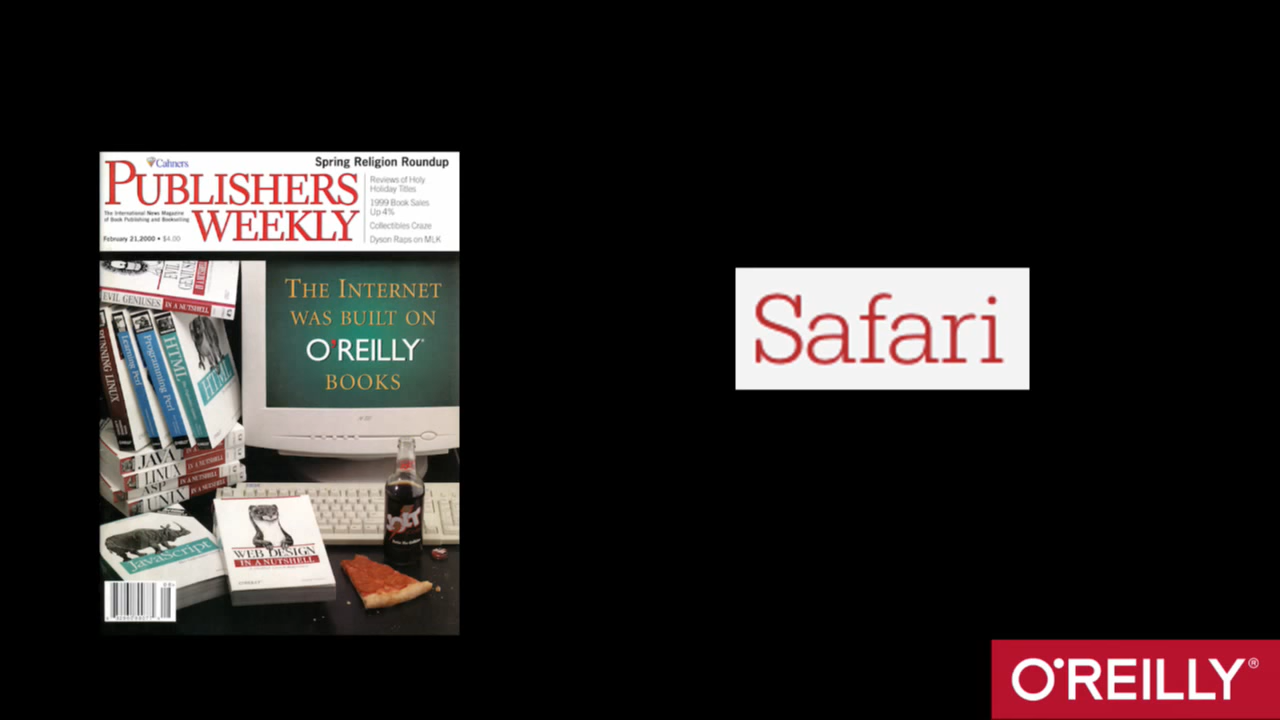 Cahners
Spring Religion Roundup
PUBLISHERS
WEEKLY
The International News Magazine
of Book Publishing and Bookselling
February 21, 2000 • $4.00
Reviews of Holy
Holiday Titles
1999 Book Sales
Up 4%
Collectibles Craze
Dyson Raps on MLK
THE INTERNET
WAS BUILT ON
O'REILLY
BOOKS
EVIL GENIUSES
IN A NUTSHELL
RUNNING LINUX
Learning Perl
Programming Perl
HTML
HTML
JAVA
IN A NUTSHELL
LINUX
IN A NUTSHELL
ASP
IN A NUTSHELL
UNIX
IN A NUTSHELL
JavaScript
WEB DESIGN
IN A NUTSHELL
O'REILLY
JOLT
Safari
O'REILLY®